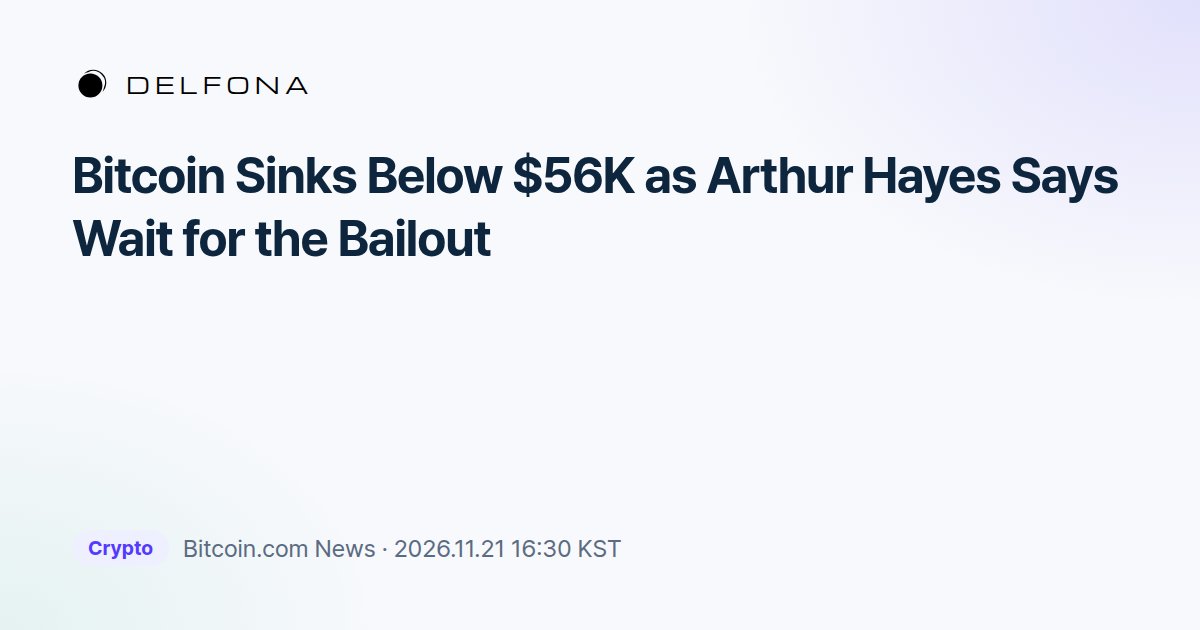 DELFONA
Bitcoin Sinks Below $56K as Arthur Hayes Says
Wait for the Bailout
Crypto Bitcoin.com News · 2026.11.21 16:30 KST